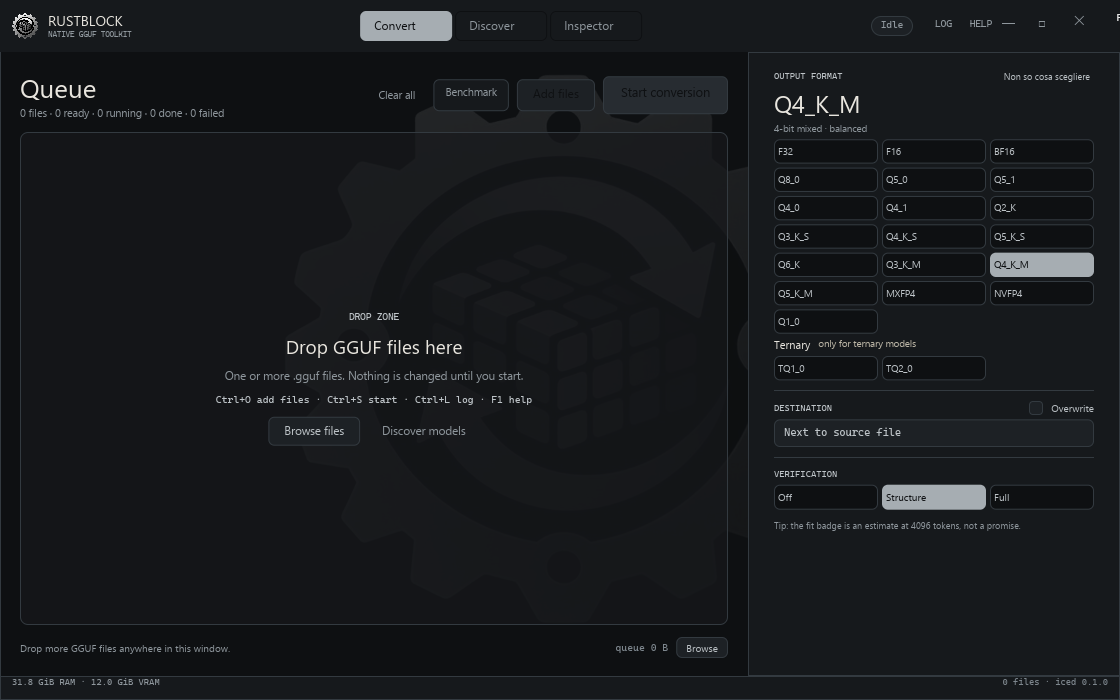 RUSTBLOCK
NATIVE GGUF TOOLKIT
Convert
Discover
Inspector
Idle
LOG
HELP
Queue
0 files · 0 ready · 0 running · 0 done · 0 failed
Clear all
Benchmark
Add files
Start conversion
DROP ZONE
Drop GGUF files here
One or more .gguf files. Nothing is changed until you start.
Ctrl+O add files · Ctrl+S start · Ctrl+L log · F1 help
Browse files
Discover models
Drop more GGUF files anywhere in this window.
queue 0 B
Browse
OUTPUT FORMAT
Non so cosa scegliere
Q4_K_M
4-bit mixed · balanced
F32
F16
BF16
Q8_0
Q5_0
Q5_1
Q4_0
Q4_1
Q2_K
Q3_K_S
Q4_K_S
Q5_K_S
Q6_K
Q3_K_M
Q4_K_M
Q5_K_M
MXFP4
NVFP4
Q1_0
Ternary
only for ternary models
TQ1_0
TQ2_0
DESTINATION
Overwrite
Next to source file
VERIFICATION
Off
Structure
Full
Tip: the fit badge is an estimate at 4096 tokens, not a promise.
31.8 GiB RAM · 12.0 GiB VRAM
0 files · iced 0.1.0